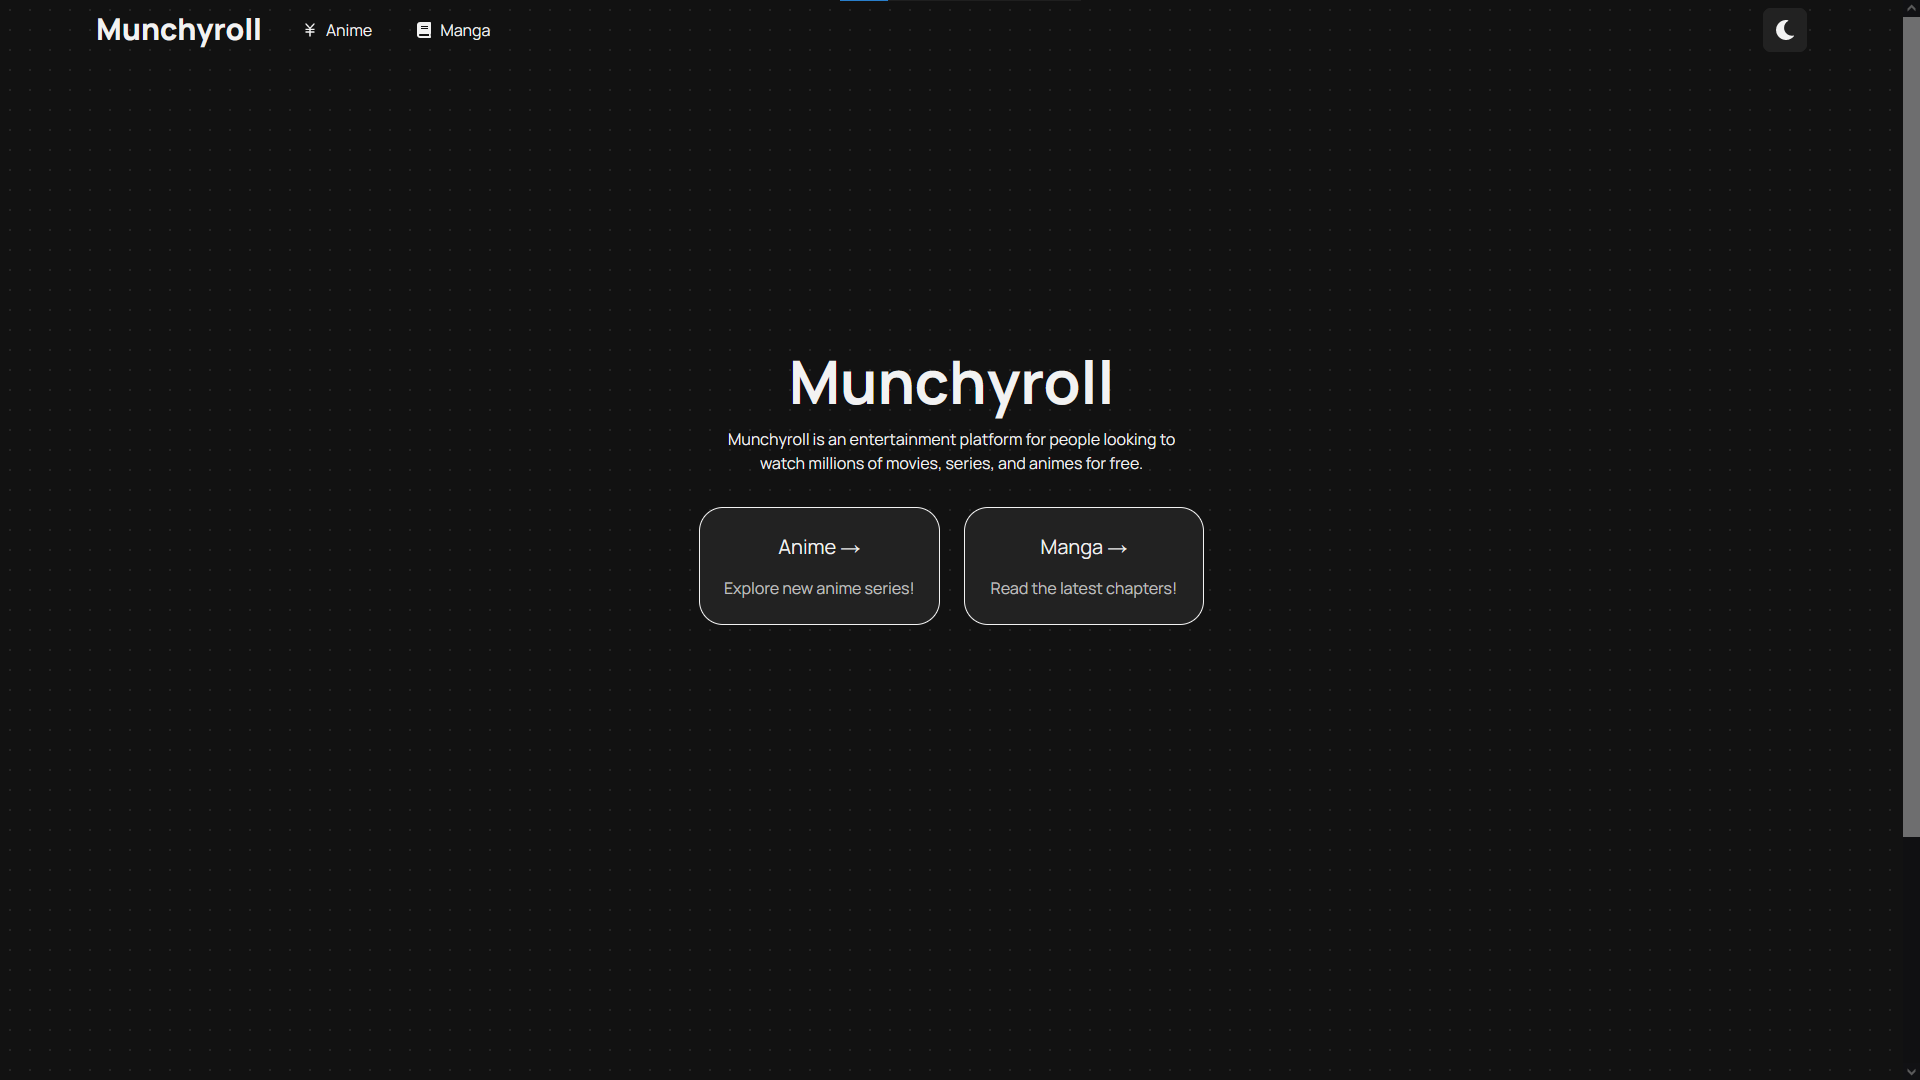 Munchyroll
¥ Anime
Manga
Munchyroll
Munchyroll is an entertainment platform for people looking to
watch millions of movies, series, and animes for free.
Anime →
Explore new anime series!
Manga →
Read the latest chapters!